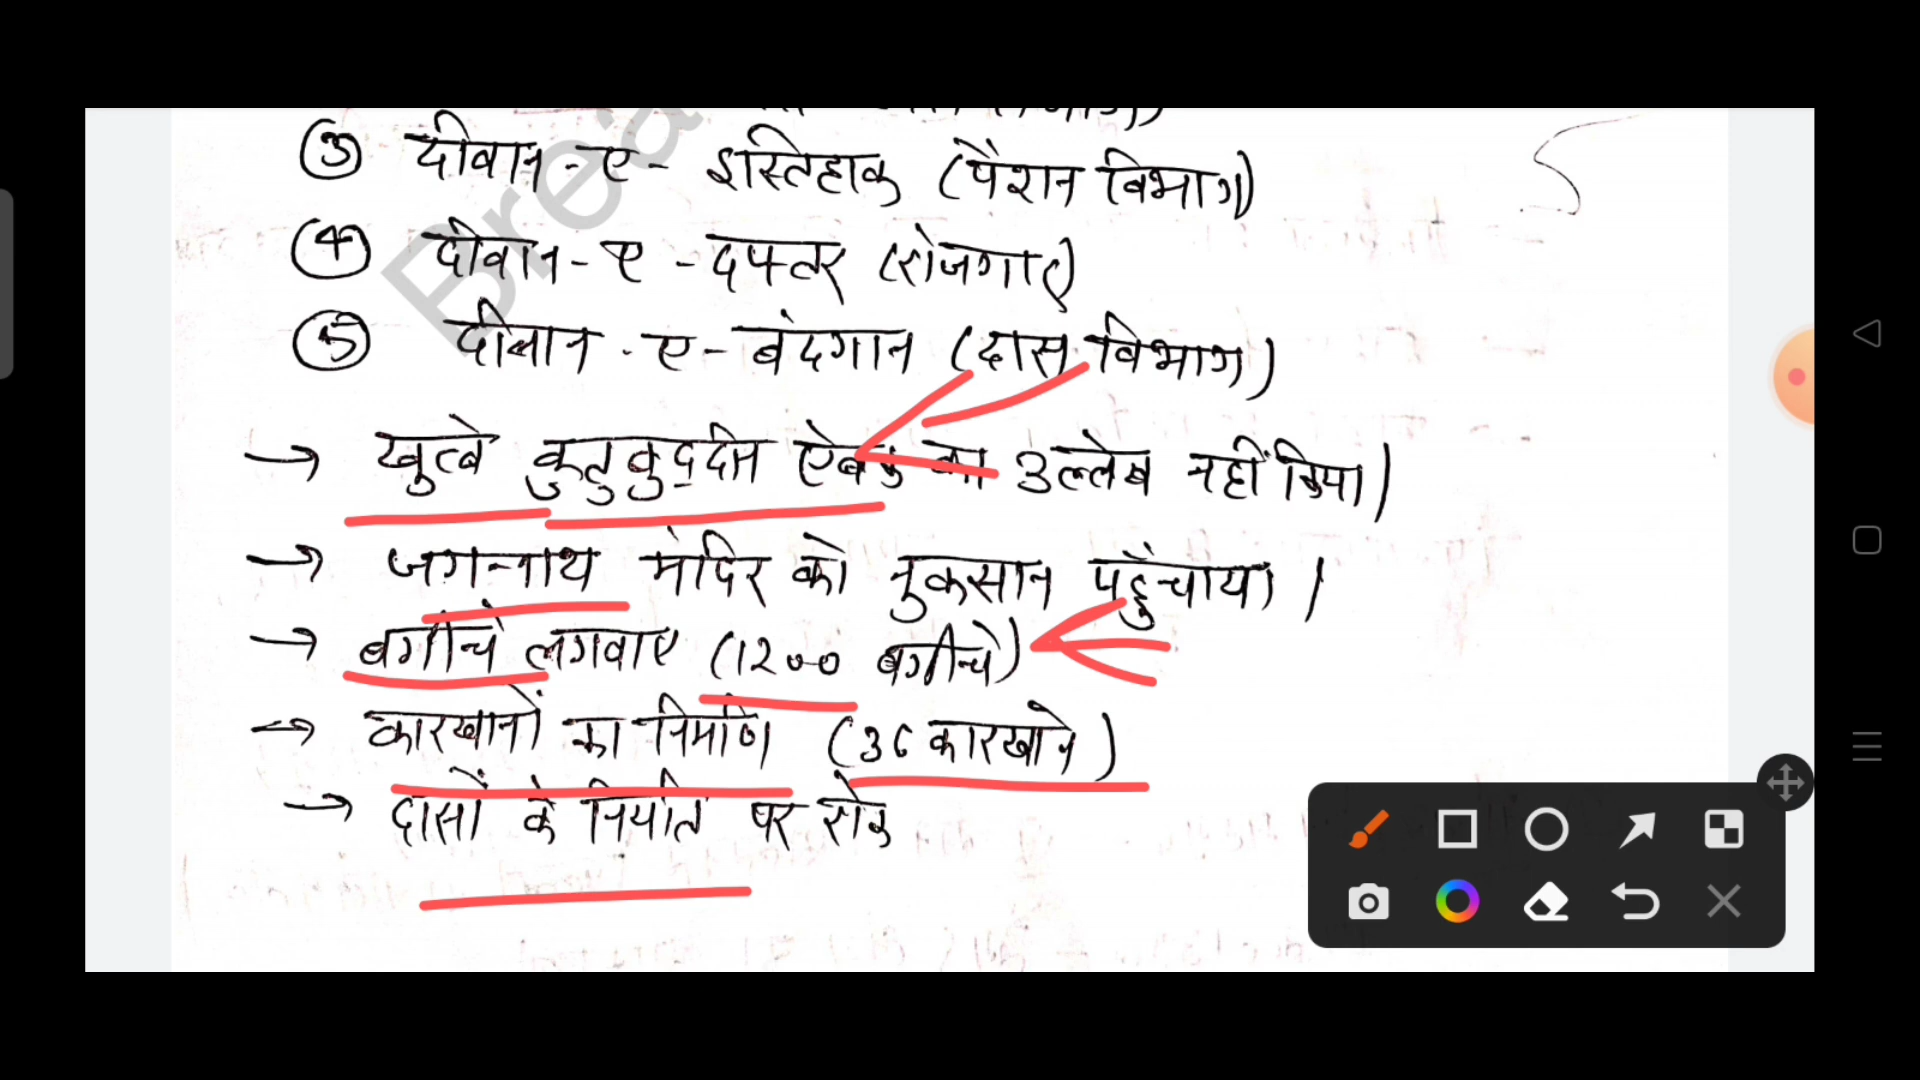 ③ दीवान-ए-इस्तिहाक (पैंशन विभाग)
④ दीवान-ए-दफ्तर (रोजगार)
⑤ दीवान-ए-बंदगान (दास विभाग)
→ खुत्बे कुतुबुद्दीन ऐबक का उल्लेख नहीं किया।
→ जगन्नाथ मंदिर को नुकसान पहुँचाया।
→ बगीचे लगवाए (1200 बगीचे)
→ कारखानों का निर्माण (36 कारखाने)
→ दासों के निर्यात पर रोक
Brea